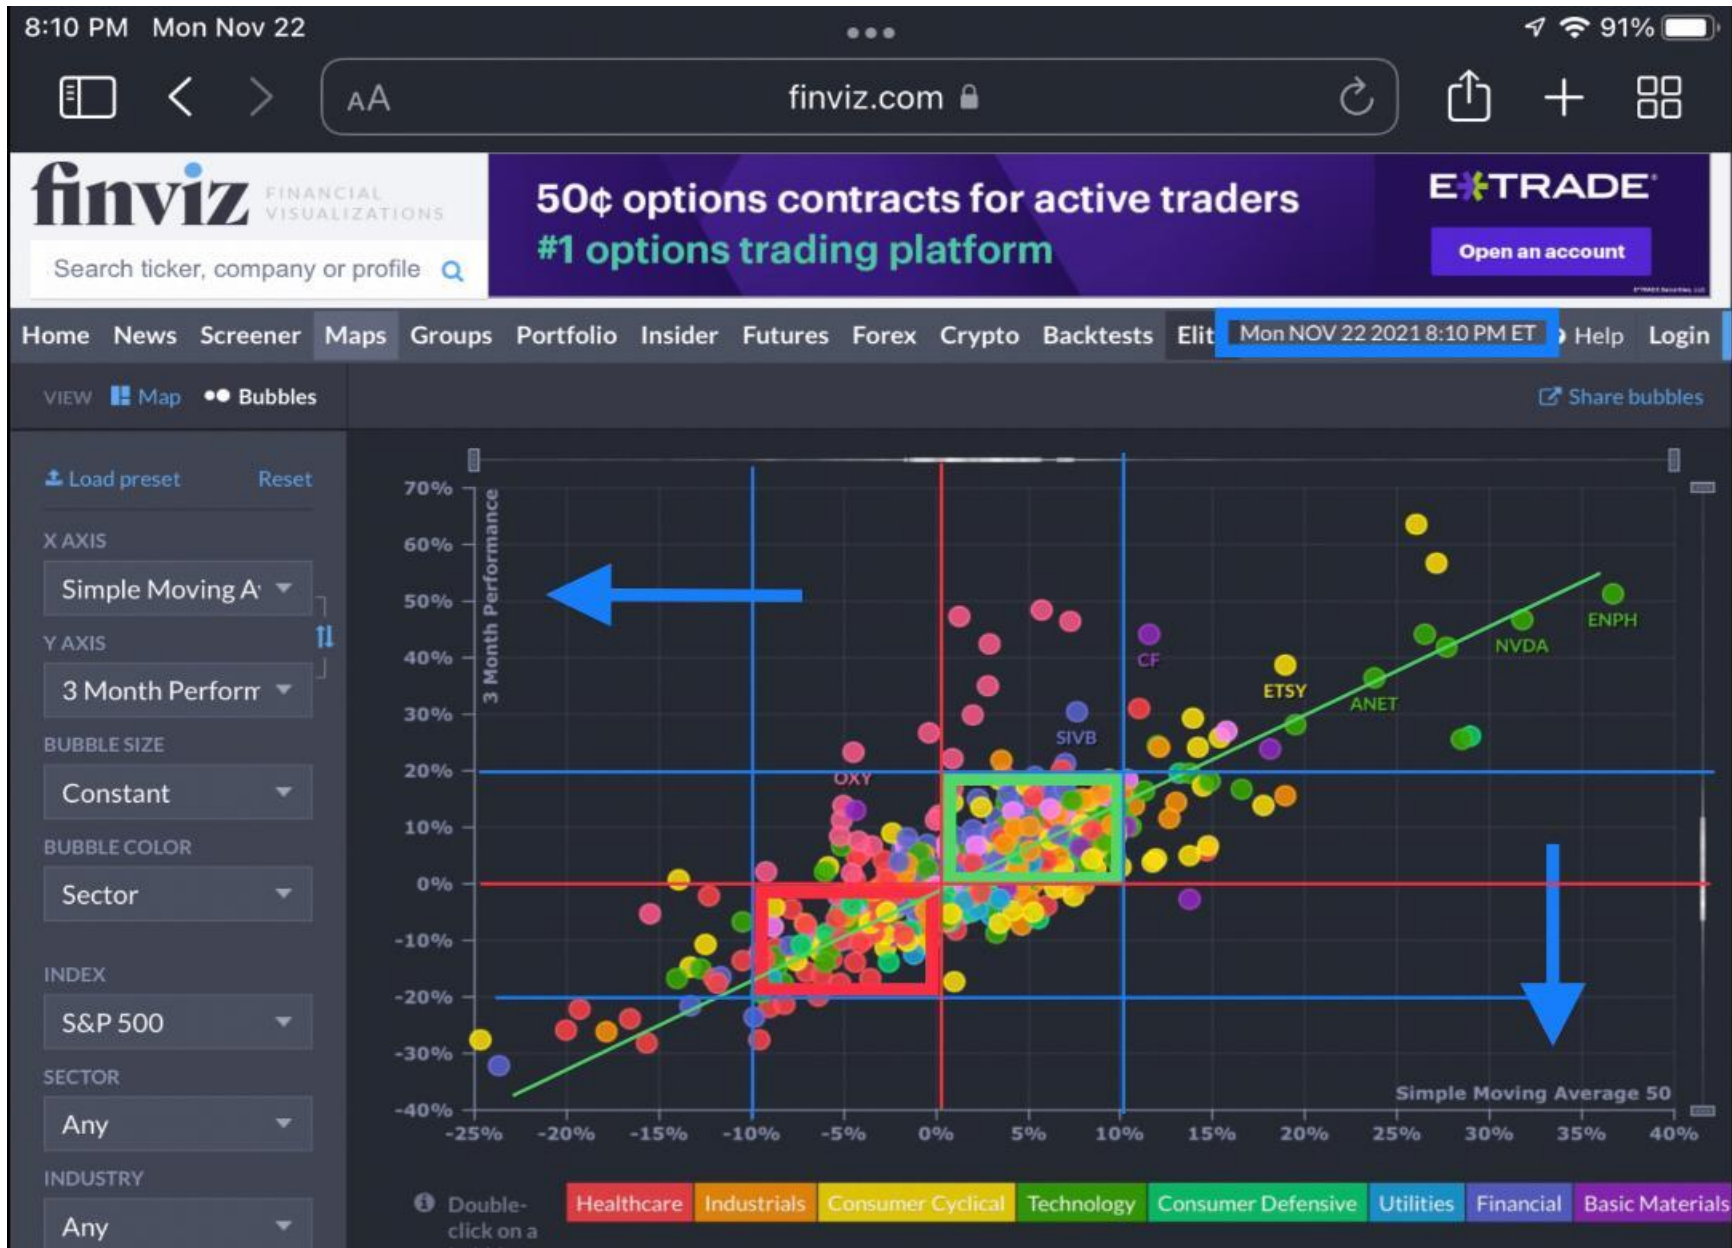 8:10 PM Mon Nov 22
91%
AA
finviz.com
finviz
FINANCIAL
VISUALIZATIONS
Search ticker, company or profile
50¢ options contracts for active traders
#1 options trading platform
E*TRADE
Open an account
Home News Screener Maps Groups Portfolio Insider Futures Forex Crypto Backtests Elit Mon NOV 22 2021 8:10 PM ET Help Login
VIEW Map Bubbles
Share bubbles
Load preset Reset
X AXIS
Simple Moving A
Y AXIS
3 Month Perform
BUBBLE SIZE
Constant
BUBBLE COLOR
Sector
INDEX
S&P 500
SECTOR
Any
INDUSTRY
Any
3 Month Performance
70%
60%
50%
40%
30%
20%
10%
0%
-10%
-20%
-30%
-40%
ENPH
NVDA
CF
ETSY
ANET
SIVB
OXY
Simple Moving Average 50
-25% -20% -15% -10% -5% 0% 5% 10% 15% 20% 25% 30% 35% 40%
Double-
click on a
Healthcare Industrials Consumer Cyclical Technology Consumer Defensive Utilities Financial Basic Materials